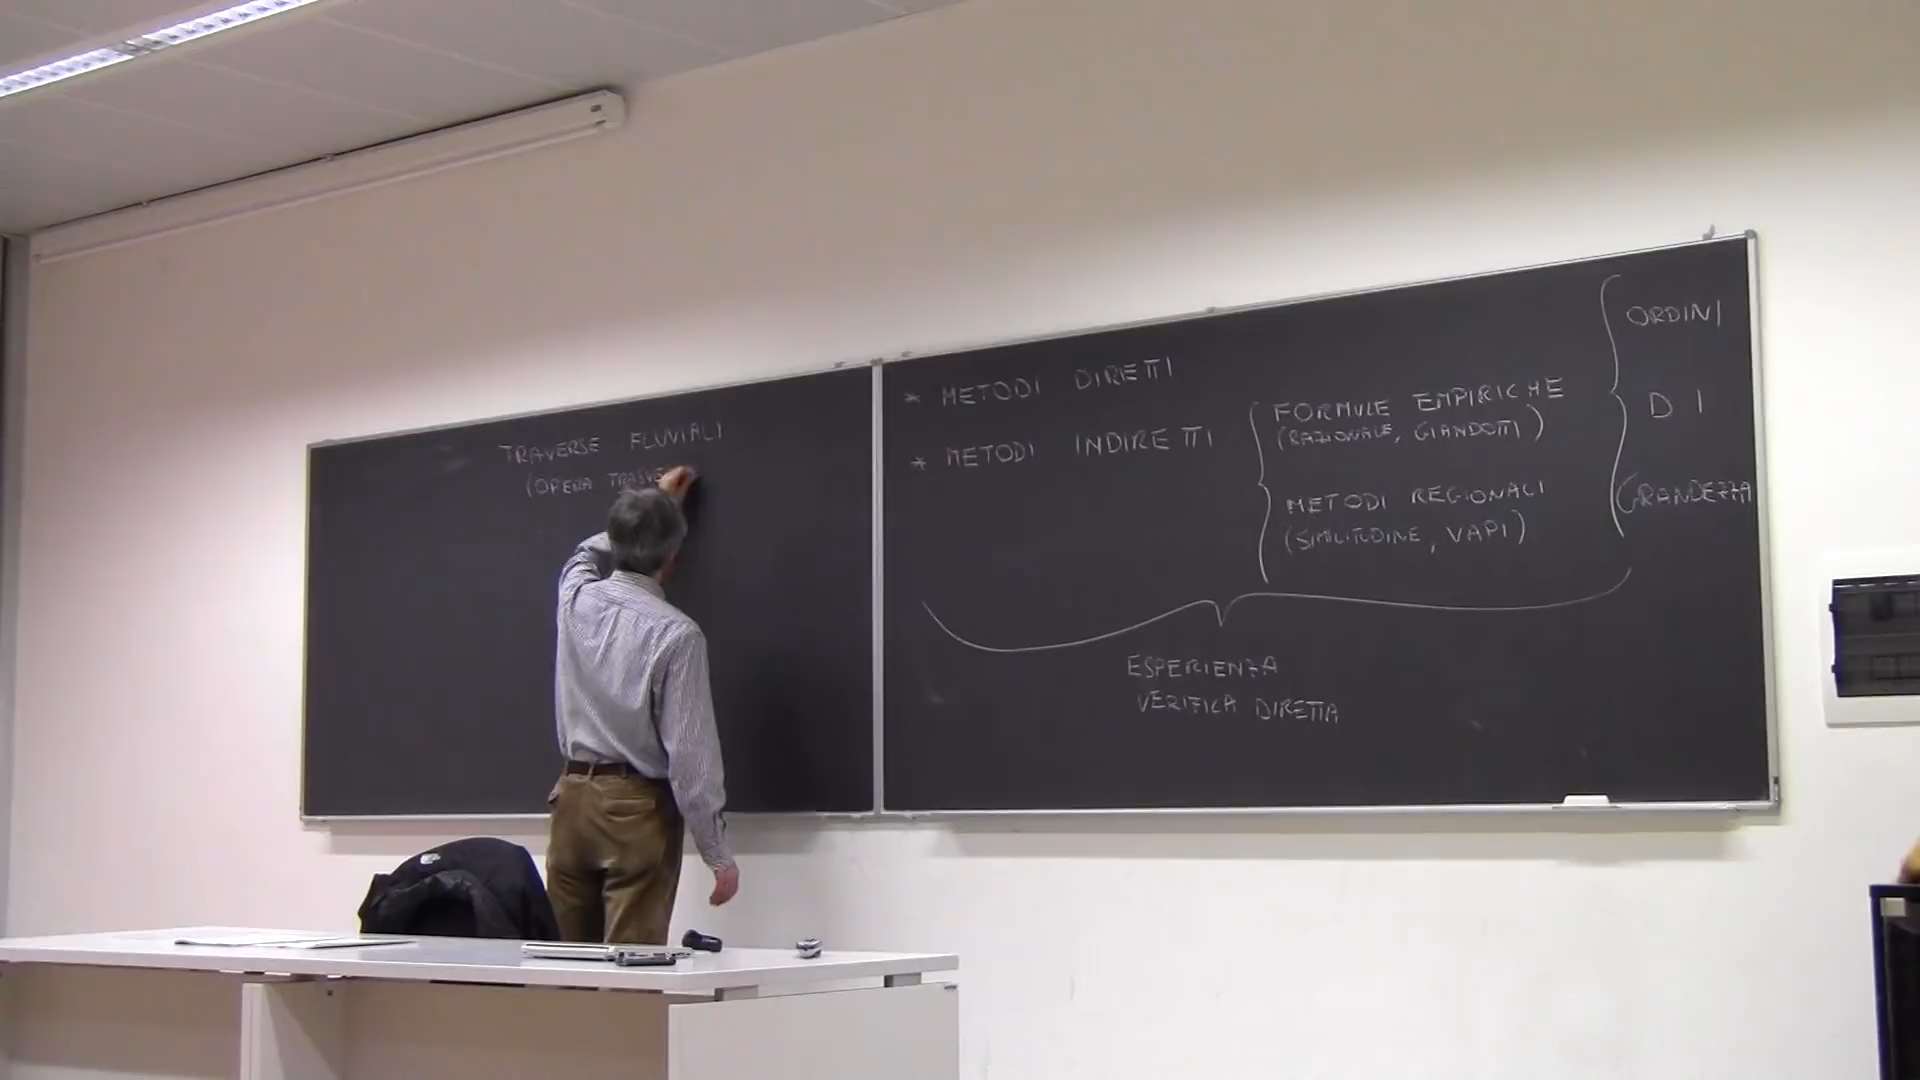 TRAVERSE FLUVIALI
(OPERA TRASVE
* METODI DIRETTI
* METODI INDIRETTI
FORMULE EMPIRICHE
(RAZIONALE, GIANDOTTI)
METODI REGIONALI
(SIMILITUDINE, VAPI)
ORDINI
DI
GRANDEZZA
ESPERIENZA
VERIFICA DIRETTA